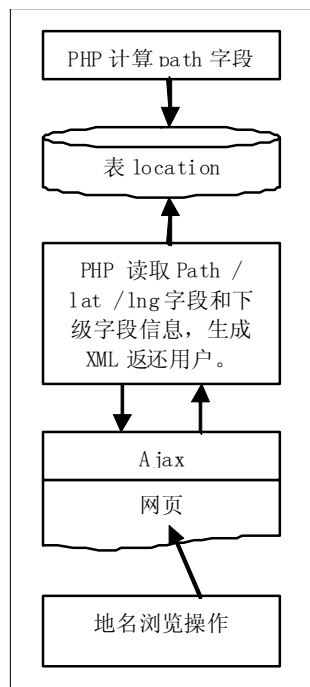 PHP 计算 path 字段
表 location
PHP 读取 Path /
lat /lng 字段和下
级字段信息，生成
XML 返还用户。
Ajax
网页
地名浏览操作